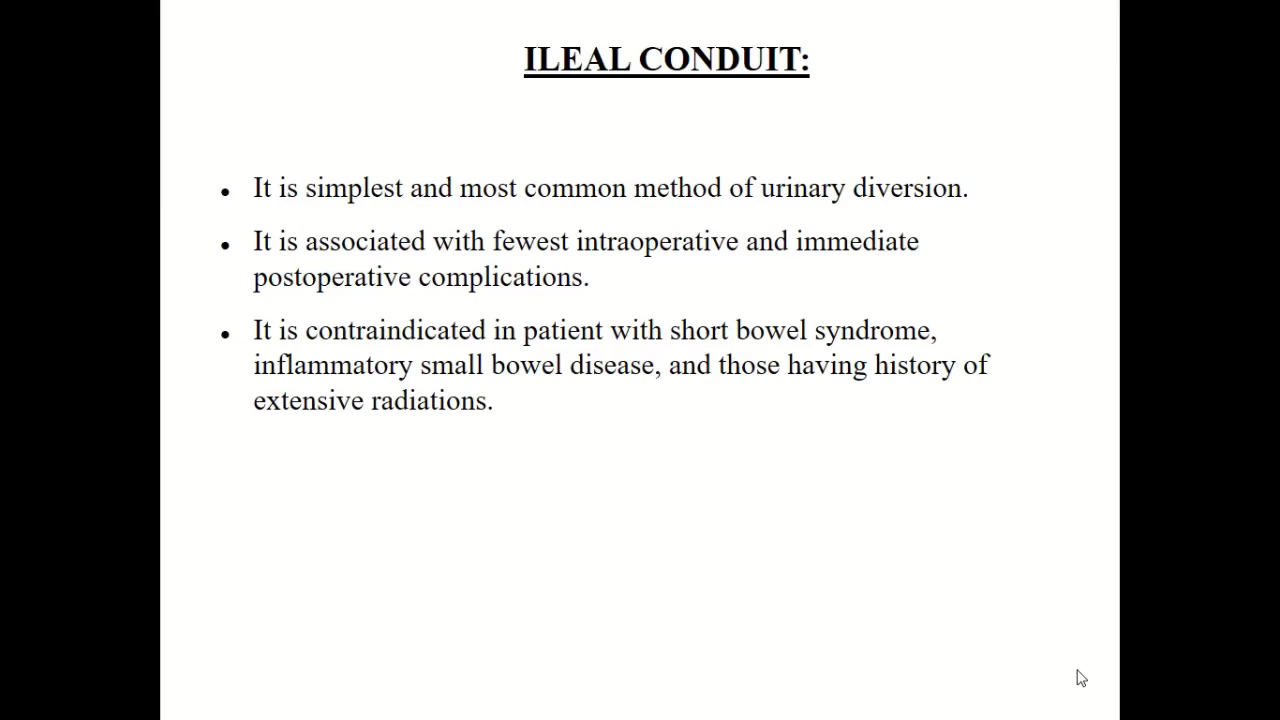 ILEAL CONDUIT:
• It is simplest and most common method of urinary diversion.
• It is associated with fewest intraoperative and immediate
postoperative complications.
• It is contraindicated in patient with short bowel syndrome,
inflammatory small bowel disease, and those having history of
extensive radiations.